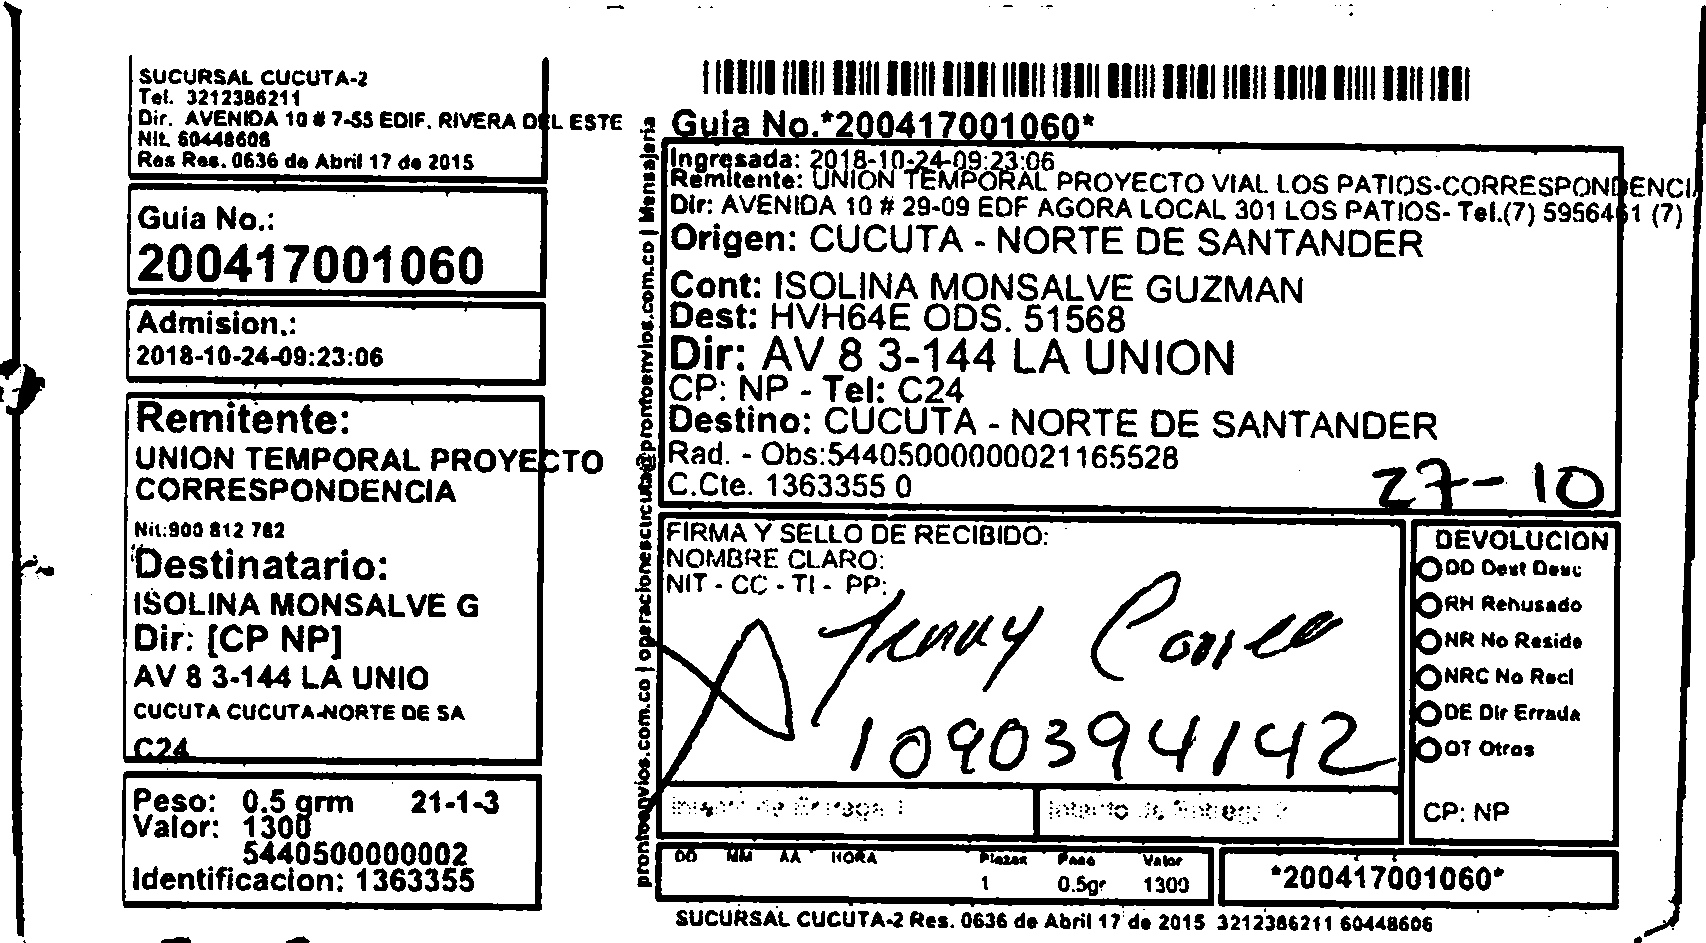 SUCURSAL CUCUTA-2
Tel. 3212386211
Dir. AVENIDA 10 # 7-55 EDIF. RIVERA DEL ESTE
Nit. 60448606
Res Res. 0636 de Abril 17 de 2015
Guia No.:
200417001060
Admision.:
2018-10-24-09:23:06
Remitente:
UNION TEMPORAL PROYECTO
CORRESPONDENCIA
Nit.:900 812 782
Destinatario:
ISOLINA MONSALVE G
Dir: [CP NP]
AV 8 3-144 LA UNIO
CUCUTA CUCUTA-NORTE DE SA
C24
Peso: 0.5 grm 21-1-3
Valor: 1300
5440500000002
Identificacion: 1363355
prontoenvios.com.co | operacionescucuta@prontoenvios.com.co | Mensajeria
Guia No.*200417001060*
Ingresada: 2018-10-24-09:23:06
Remitente: UNION TEMPORAL PROYECTO VIAL LOS PATIOS-CORRESPONDENCI
Dir: AVENIDA 10 # 29-09 EDF AGORA LOCAL 301 LOS PATIOS- Tel.(7) 5956461 (7)
Origen: CUCUTA - NORTE DE SANTANDER
Cont: ISOLINA MONSALVE GUZMAN
Dest: HVH64E ODS. 51568
Dir: AV 8 3-144 LA UNION
CP: NP - Tel: C24
Destino: CUCUTA - NORTE DE SANTANDER
Rad. - Obs:54405000000021165528
C.Cte. 1363355 0
27-10
FIRMA Y SELLO DE RECIBIDO:
NOMBRE CLARO:
NIT - CC - TI - PP:
1090394142
Intento de Entrega 1
Intento de Entrega 2
DEVOLUCION
DD Dest Desc
RH Rehusado
NR No Reside
NRC No Recl
DE Dir Errada
OT Otros
CP: NP
DD MM AA HORA Piezas Peso Valor
1 0.5gr 1300
*200417001060*
SUCURSAL CUCUTA-2 Res. 0636 de Abril 17 de 2015 3212386211 60448606